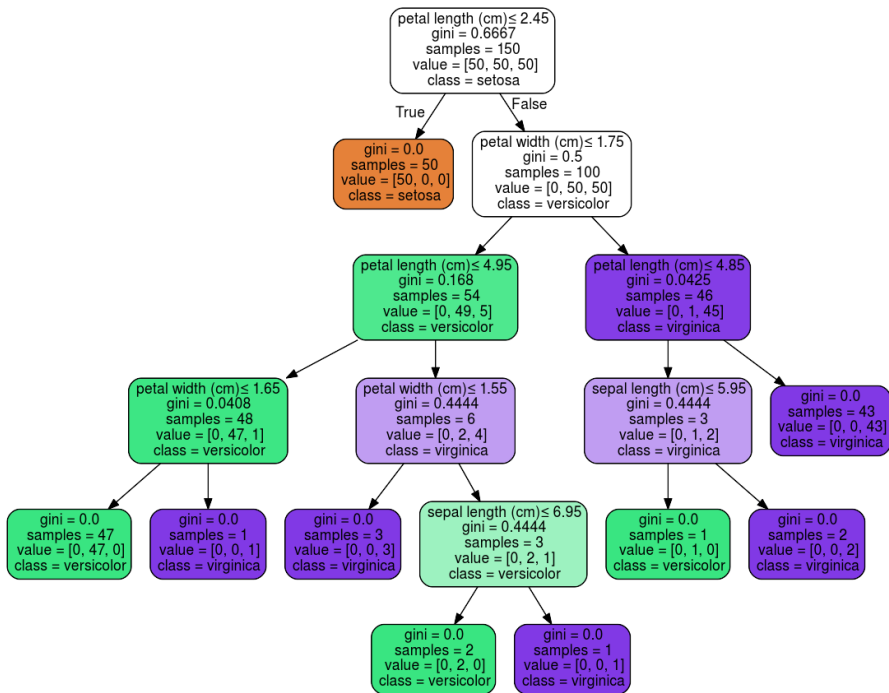 petal length (cm)≤ 2.45
gini = 0.6667
samples = 150
value = [50, 50, 50]
class = setosa
True
False
gini = 0.0
samples = 50
value = [50, 0, 0]
class = setosa
petal width (cm)≤ 1.75
gini = 0.5
samples = 100
value = [0, 50, 50]
class = versicolor
petal length (cm)≤ 4.95
gini = 0.168
samples = 54
value = [0, 49, 5]
class = versicolor
petal length (cm)≤ 4.85
gini = 0.0425
samples = 46
value = [0, 1, 45]
class = virginica
petal width (cm)≤ 1.65
gini = 0.0408
samples = 48
value = [0, 47, 1]
class = versicolor
petal width (cm)≤ 1.55
gini = 0.4444
samples = 6
value = [0, 2, 4]
class = virginica
sepal length (cm)≤ 5.95
gini = 0.4444
samples = 3
value = [0, 1, 2]
class = virginica
gini = 0.0
samples = 43
value = [0, 0, 43]
class = virginica
gini = 0.0
samples = 47
value = [0, 47, 0]
class = versicolor
gini = 0.0
samples = 1
value = [0, 0, 1]
class = virginica
gini = 0.0
samples = 3
value = [0, 0, 3]
class = virginica
sepal length (cm)≤ 6.95
gini = 0.4444
samples = 3
value = [0, 2, 1]
class = versicolor
gini = 0.0
samples = 1
value = [0, 1, 0]
class = versicolor
gini = 0.0
samples = 2
value = [0, 0, 2]
class = virginica
gini = 0.0
samples = 2
value = [0, 2, 0]
class = versicolor
gini = 0.0
samples = 1
value = [0, 0, 1]
class = virginica